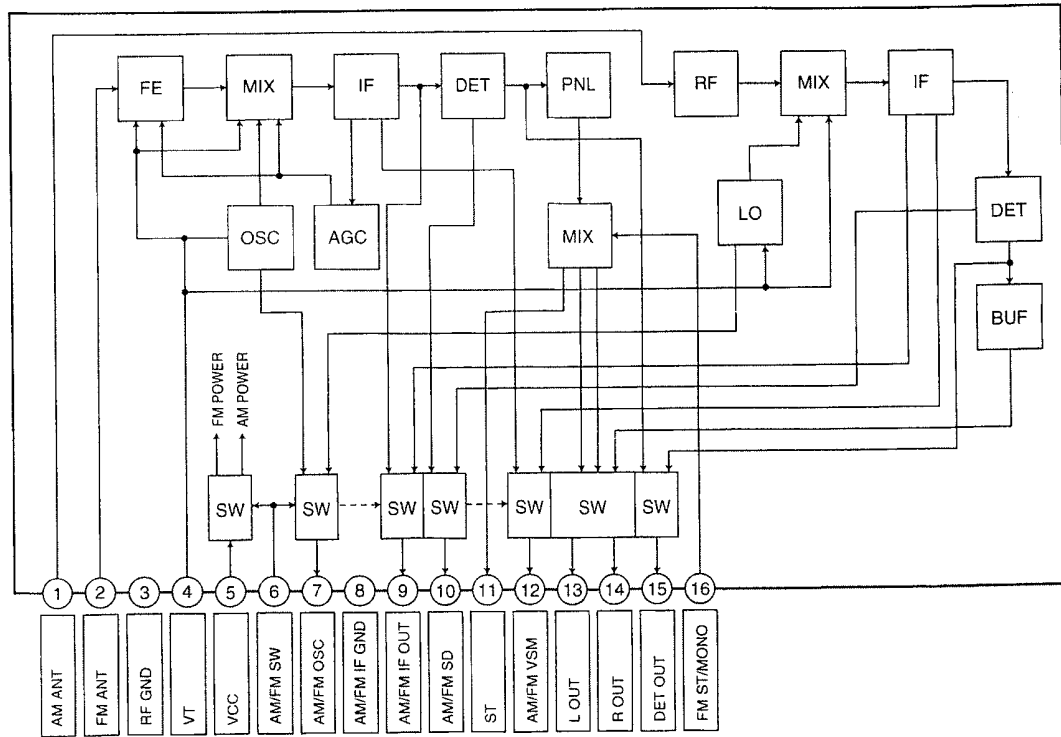 FE
MIX
IF
DET
PNL
RF
MIX
IF
OSC
AGC
MIX
LO
DET
BUF
FM POWER
AM POWER
SW
SW
SW
SW
SW
SW
SW
1
2
3
4
5
6
7
8
9
10
11
12
13
14
15
16
AM ANT
FM ANT
RF GND
VT
VCC
AM/FM SW
AM/FM OSC
AM/FM IF GND
AM/FM IF OUT
AM/FM SD
ST
AM/FM VSM
L OUT
R OUT
DET OUT
FM ST/MONO